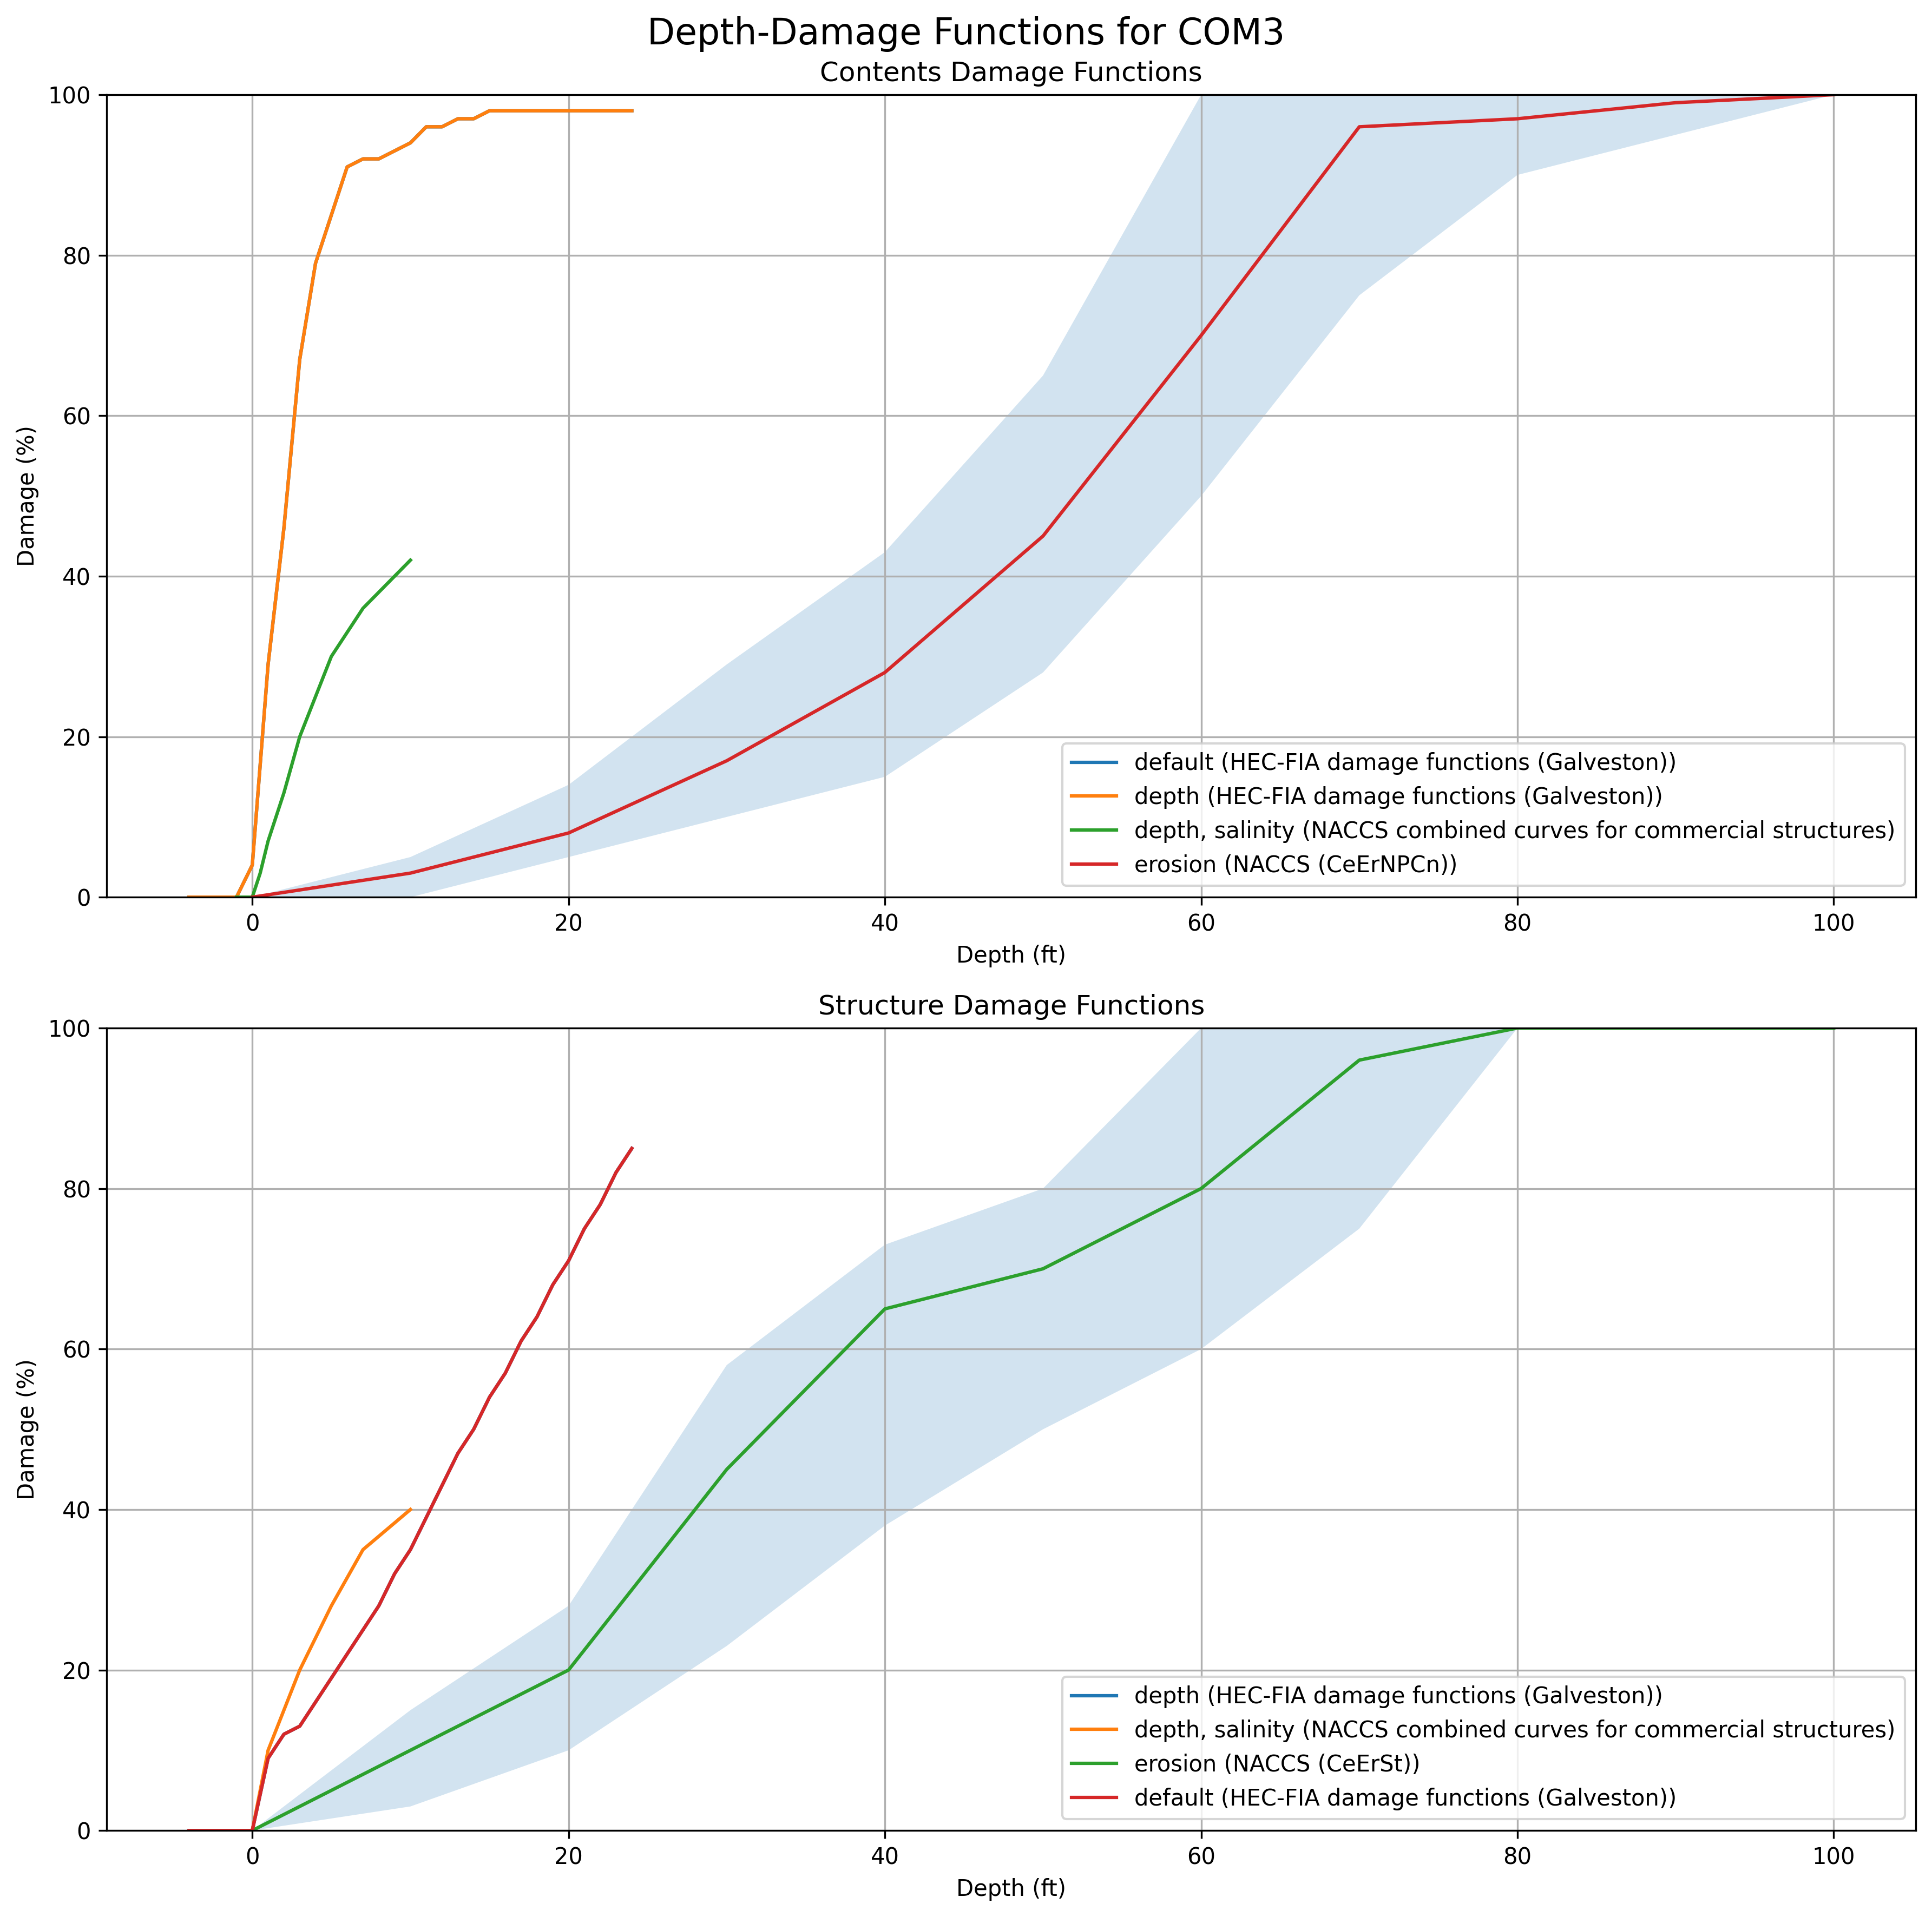 Depth-Damage Functions for COM3
Contents Damage Functions
100
80
60
40
20
0
Damage (%)
0 20 40 60 80 100
Depth (ft)
default (HEC-FIA damage functions (Galveston))
depth (HEC-FIA damage functions (Galveston))
depth, salinity (NACCS combined curves for commercial structures)
erosion (NACCS (CeErNPCn))
Structure Damage Functions
100
80
60
40
20
0
Damage (%)
0 20 40 60 80 100
Depth (ft)
depth (HEC-FIA damage functions (Galveston))
depth, salinity (NACCS combined curves for commercial structures)
erosion (NACCS (CeErSt))
default (HEC-FIA damage functions (Galveston))